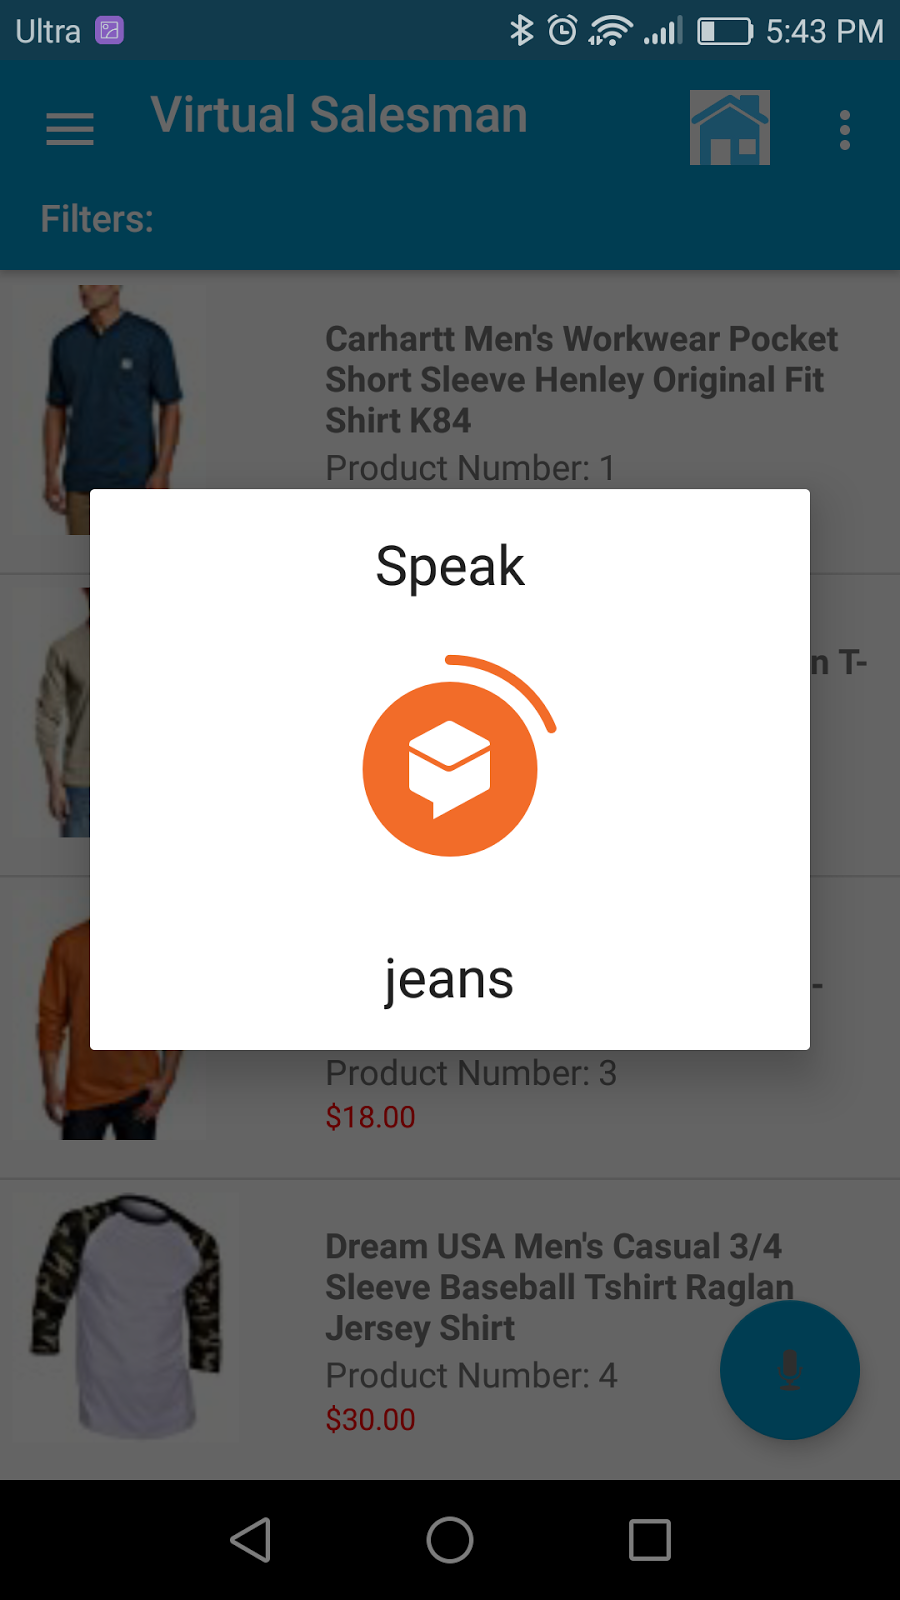 Ultra
5:43 PM
Virtual Salesman
Filters:
Carhartt Men's Workwear Pocket
Short Sleeve Henley Original Fit
Shirt K84
Product Number: 1
Speak
n T-
jeans
-
Product Number: 3
$18.00
Dream USA Men's Casual 3/4
Sleeve Baseball Tshirt Raglan
Jersey Shirt
Product Number: 4
$30.00